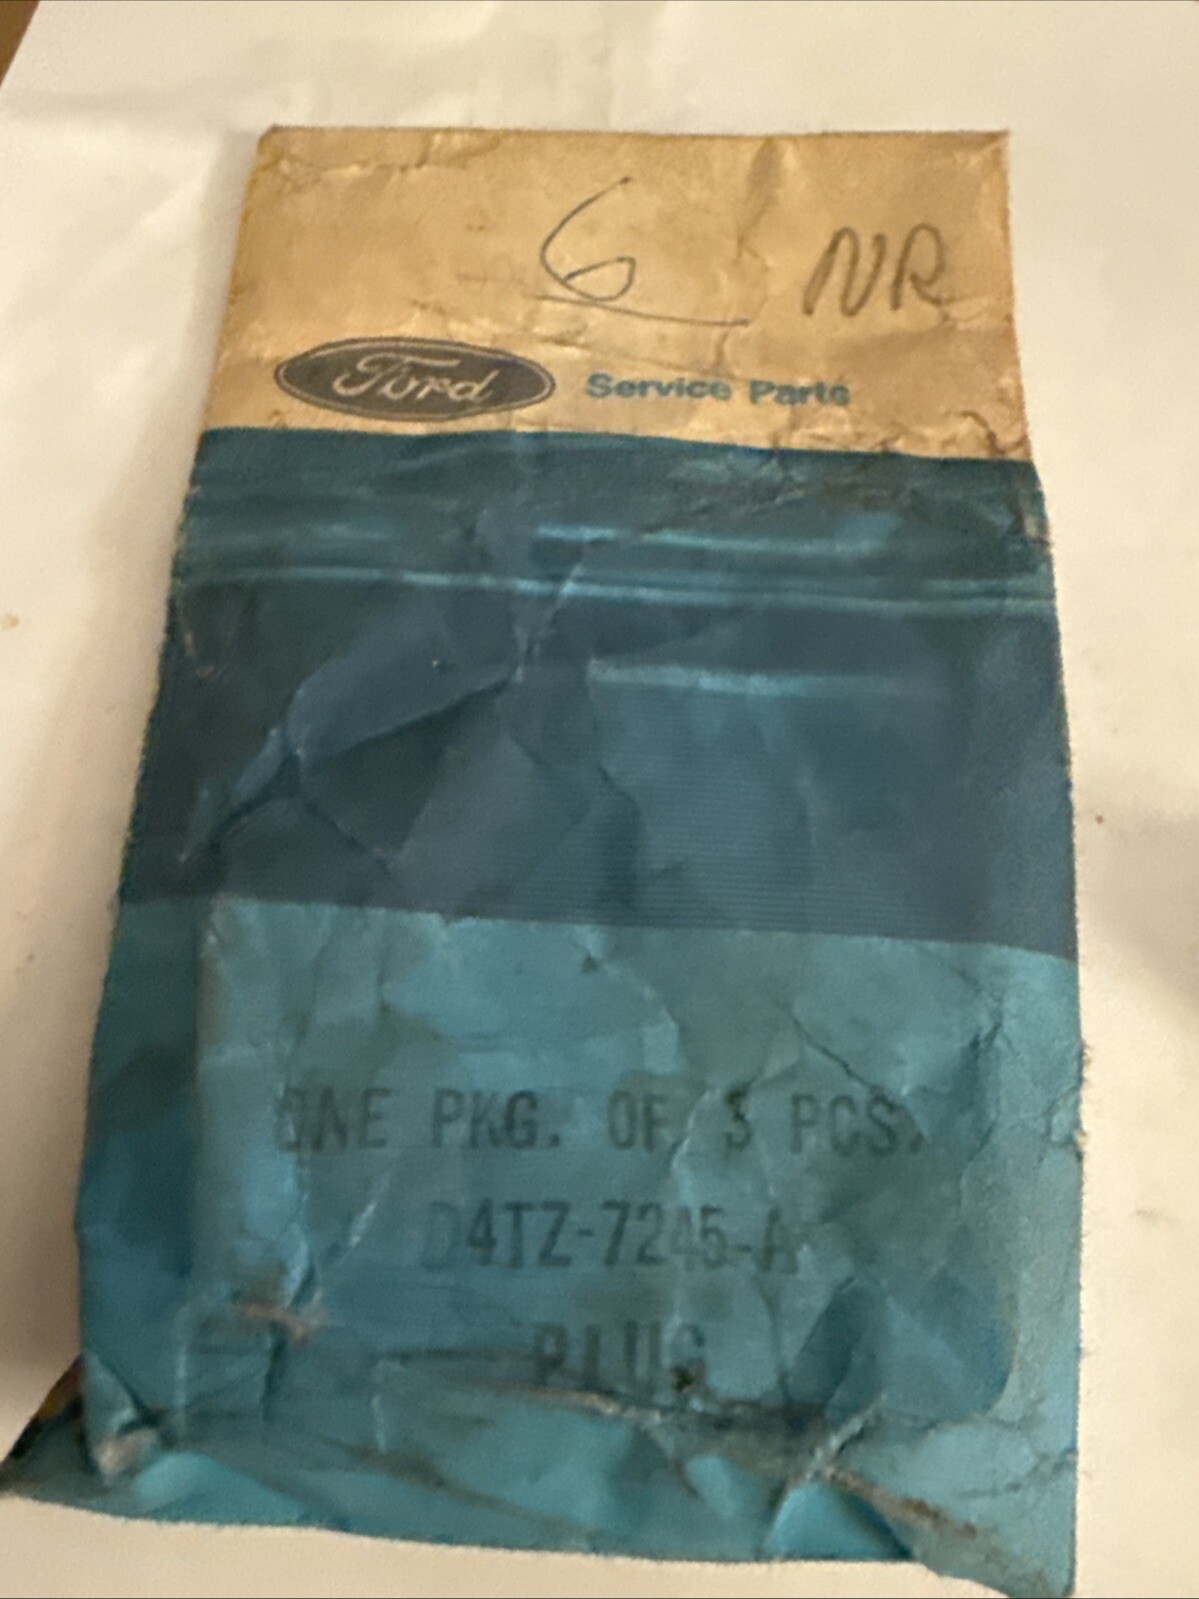 6 NR
Ford Service Parts
ONE PKG. OF 3 PCS.
D4TZ-7245-A
PLUG